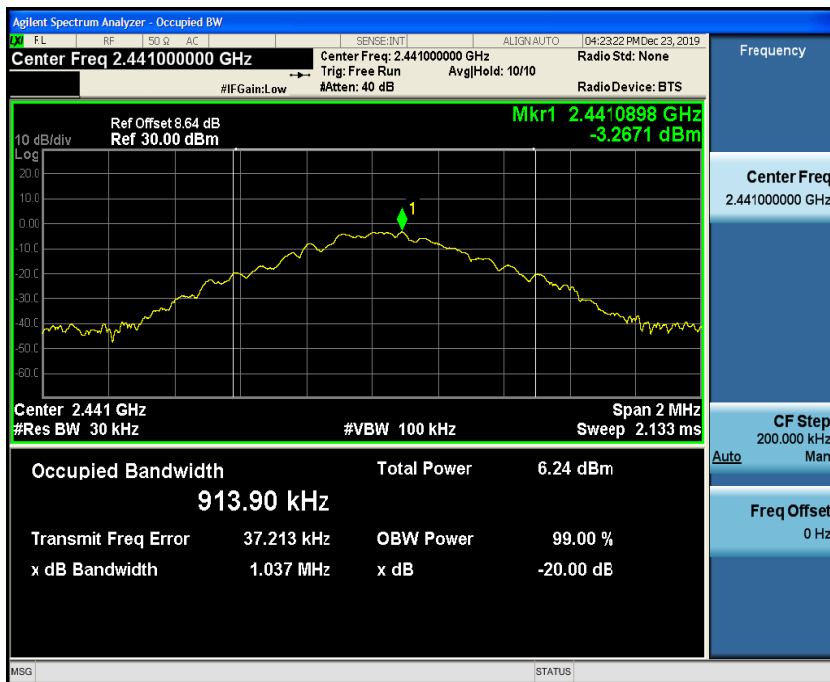 Agilent Spectrum Analyzer - Occupied BW
LXI RL RF 50 Ω AC SENSE:INT ALIGN AUTO 04:23:22 PM Dec 23, 2019
Center Freq 2.441000000 GHz
Center Freq: 2.441000000 GHz
Radio Std: None
Trig: Free Run Avg|Hold: 10/10
#IFGain:Low
#Atten: 40 dB
Radio Device: BTS
Mkr1 2.4410898 GHz
-3.2671 dBm
Ref Offset 8.64 dB
10 dB/div Ref 30.00 dBm
Log
20.0
10.0
0.00
-10.0
-20.0
-30.0
-40.0
-50.0
-60.0
1
Center 2.441 GHz Span 2 MHz
#Res BW 30 kHz #VBW 100 kHz Sweep 2.133 ms
Occupied Bandwidth Total Power 6.24 dBm
913.90 kHz
Transmit Freq Error 37.213 kHz OBW Power 99.00 %
x dB Bandwidth 1.037 MHz x dB -20.00 dB
MSG STATUS
Frequency
Center Freq
2.441000000 GHz
CF Step
200.000 kHz
Auto Man
Freq Offset
0 Hz